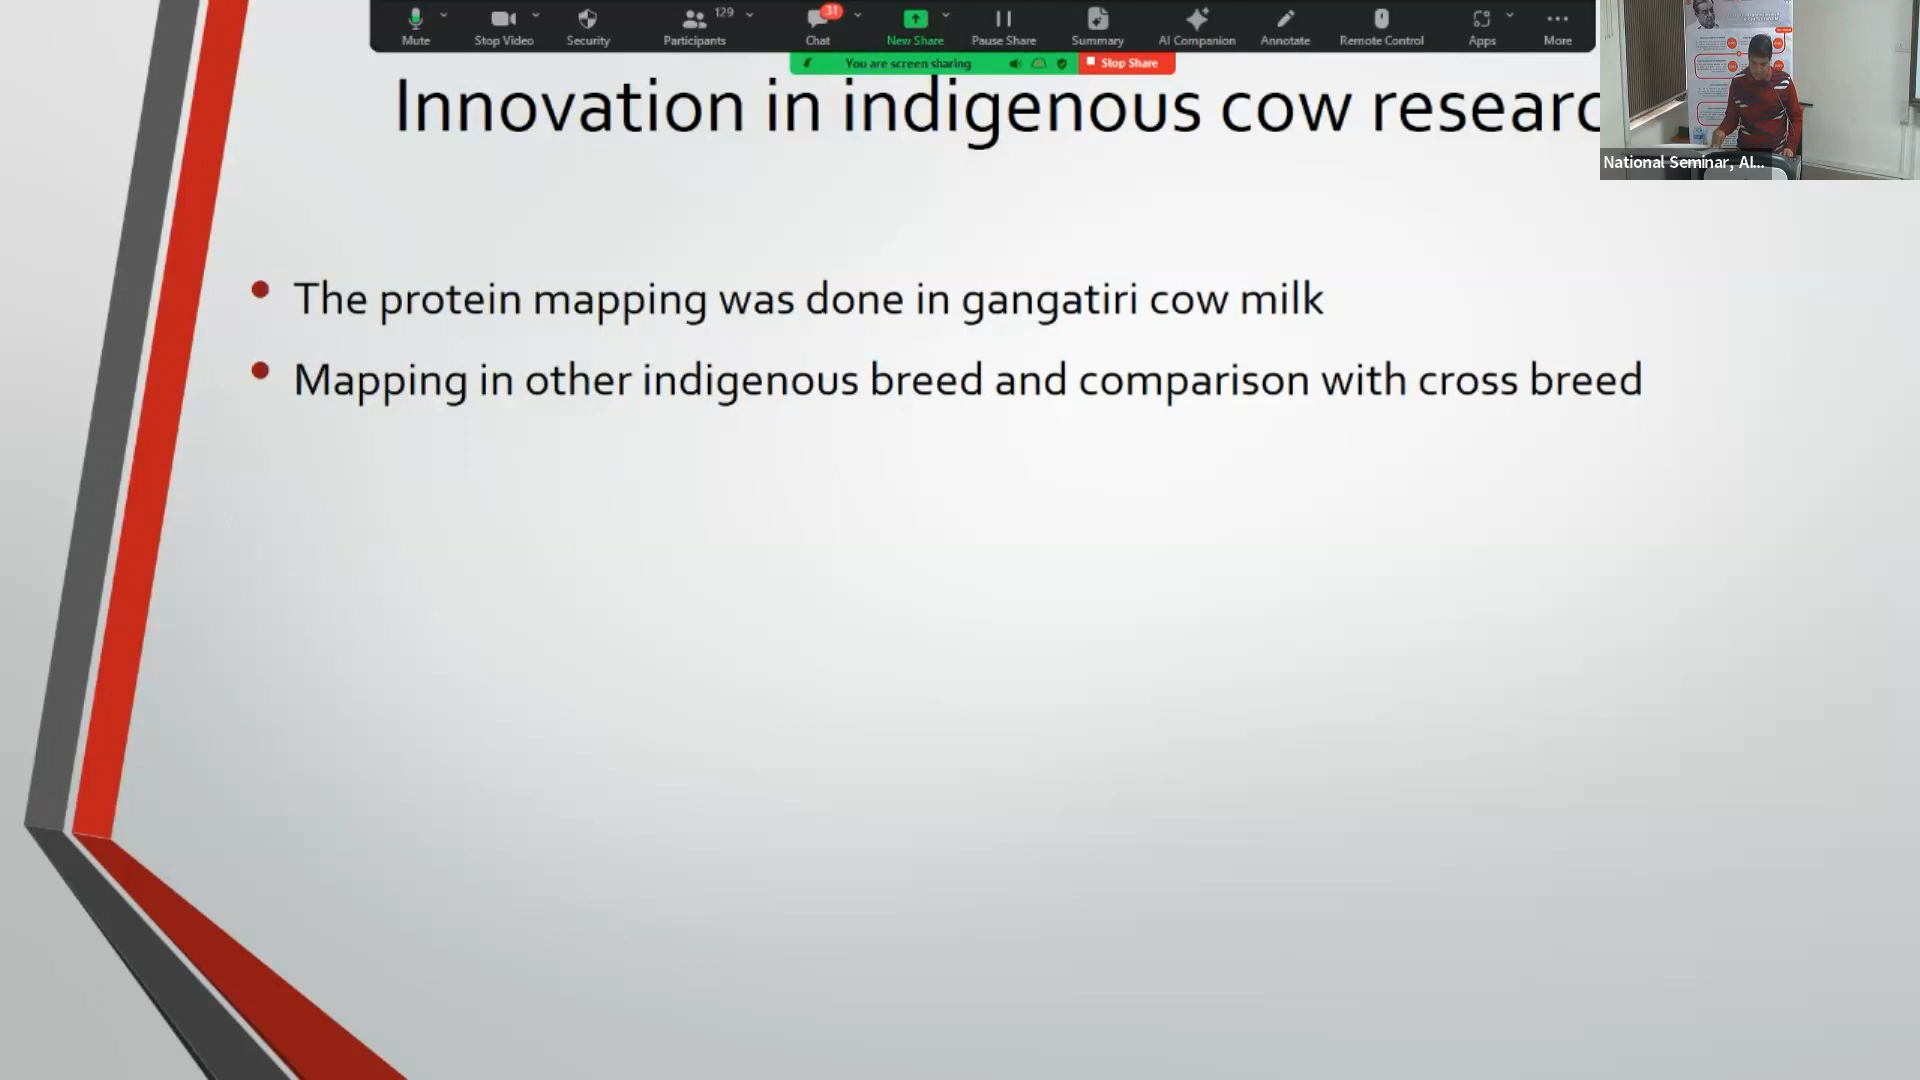 Mute
Stop Video
Security
Participants
129
Chat
31
New Share
Pause Share
Summary
AI Companion
Annotate
Remote Control
Apps
More
You are screen sharing
Stop Share
National Seminar, AI...
Innovation in indigenous cow researc
The protein mapping was done in gangatiri cow milk
Mapping in other indigenous breed and comparison with cross breed